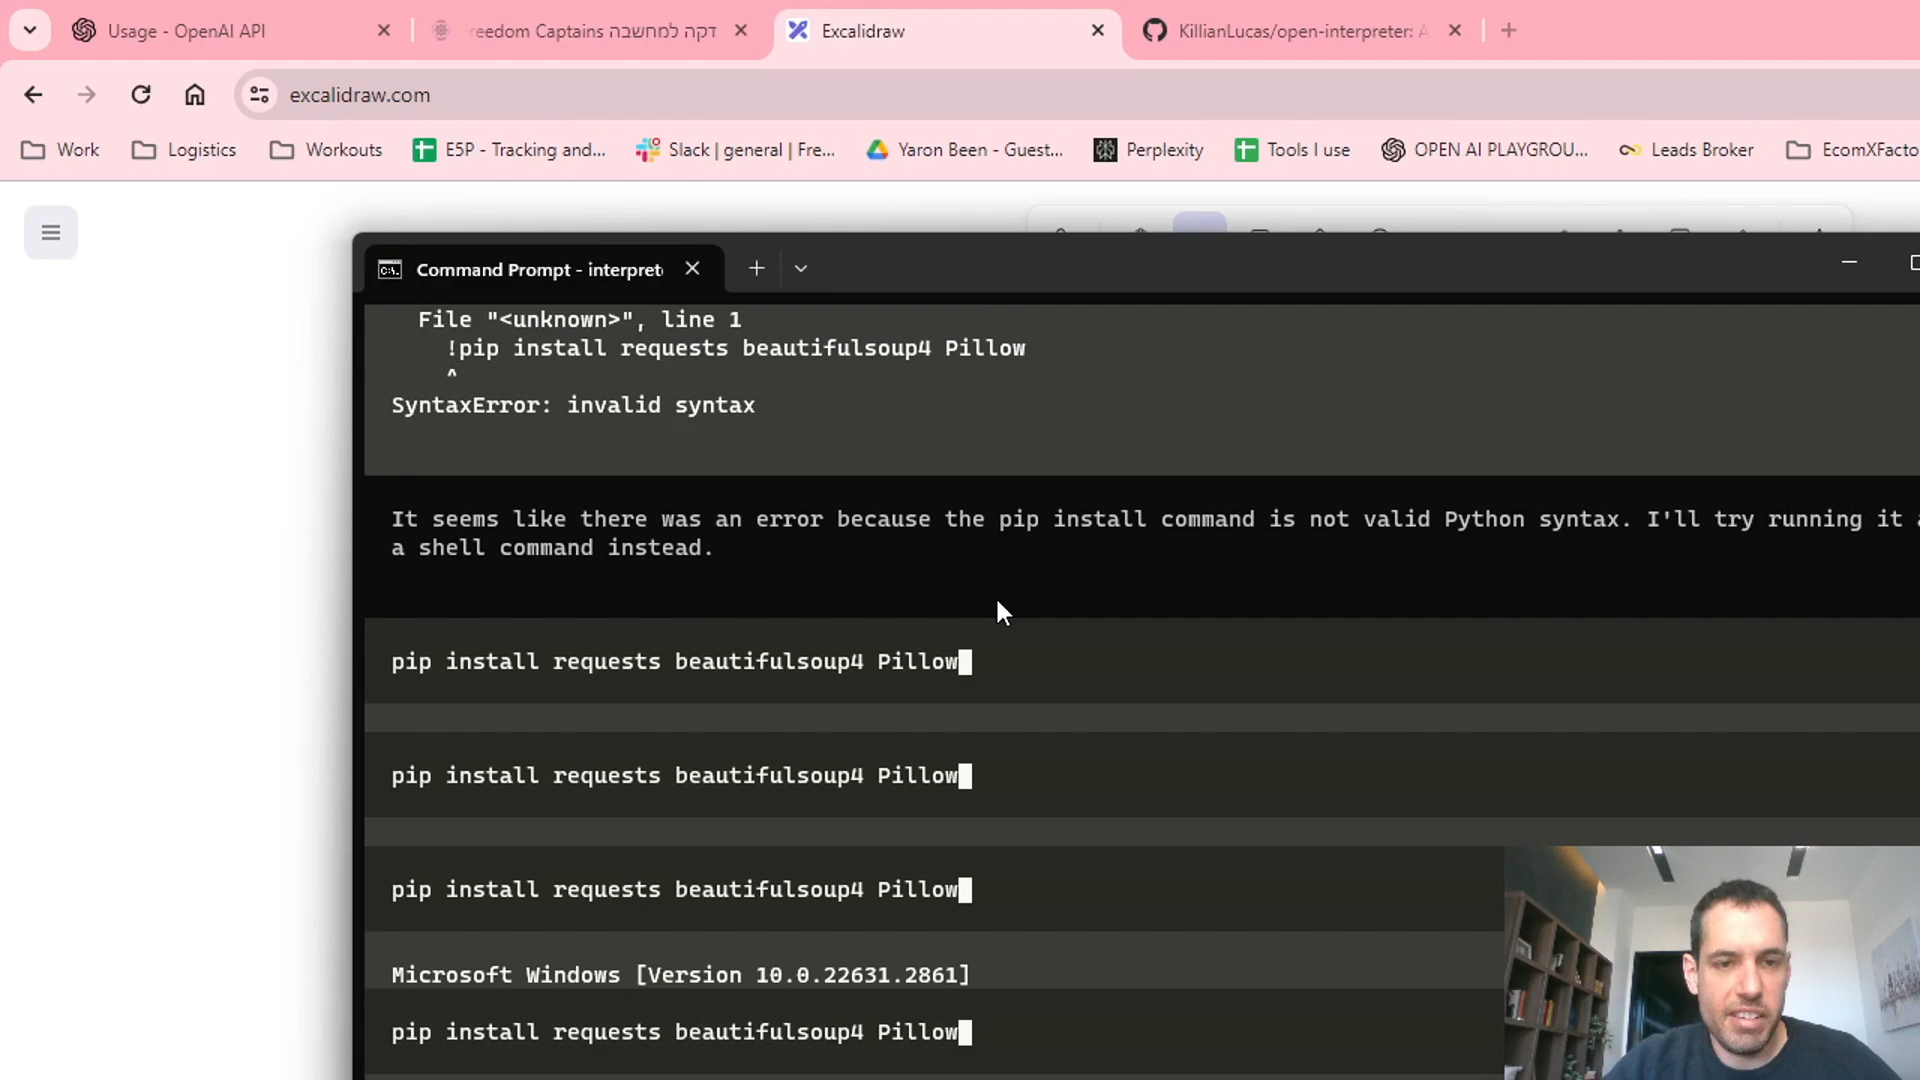 Usage - OpenAI API
reedom Captains דקה למחשבה
Excalidraw
KillianLucas/open-interpreter: A
excalidraw.com
Work
Logistics
Workouts
E5P - Tracking and...
Slack | general | Fre...
Yaron Been - Guest...
Perplexity
Tools I use
OPEN AI PLAYGROU...
Leads Broker
EcomXFacto
Command Prompt - interpret
File "<unknown>", line 1
!pip install requests beautifulsoup4 Pillow
^
SyntaxError: invalid syntax
It seems like there was an error because the pip install command is not valid Python syntax. I'll try running it a
a shell command instead.
pip install requests beautifulsoup4 Pillow
pip install requests beautifulsoup4 Pillow
pip install requests beautifulsoup4 Pillow
Microsoft Windows [Version 10.0.22631.2861]
pip install requests beautifulsoup4 Pillow